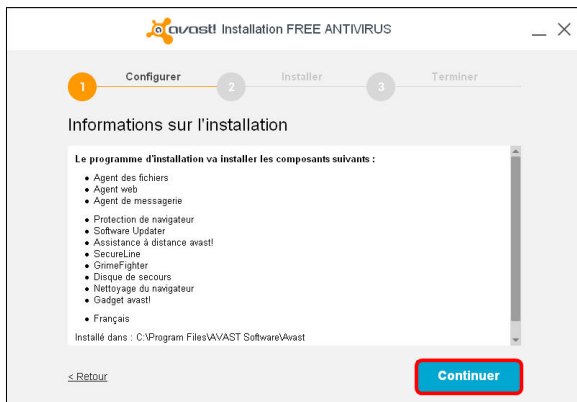 avast! Installation FREE ANTIVIRUS
1 Configurer 2 Installer 3 Terminer
Informations sur l'installation
Le programme d'installation va installer les composants suivants :
• Agent des fichiers
• Agent web
• Agent de messagerie
• Protection de navigateur
• Software Updater
• Assistance à distance avast!
• SecureLine
• GrimeFighter
• Disque de secours
• Nettoyage du navigateur
• Gadget avast!
• Français
Installé dans : C:\Program Files\AVAST Software\Avast
< Retour
Continuer